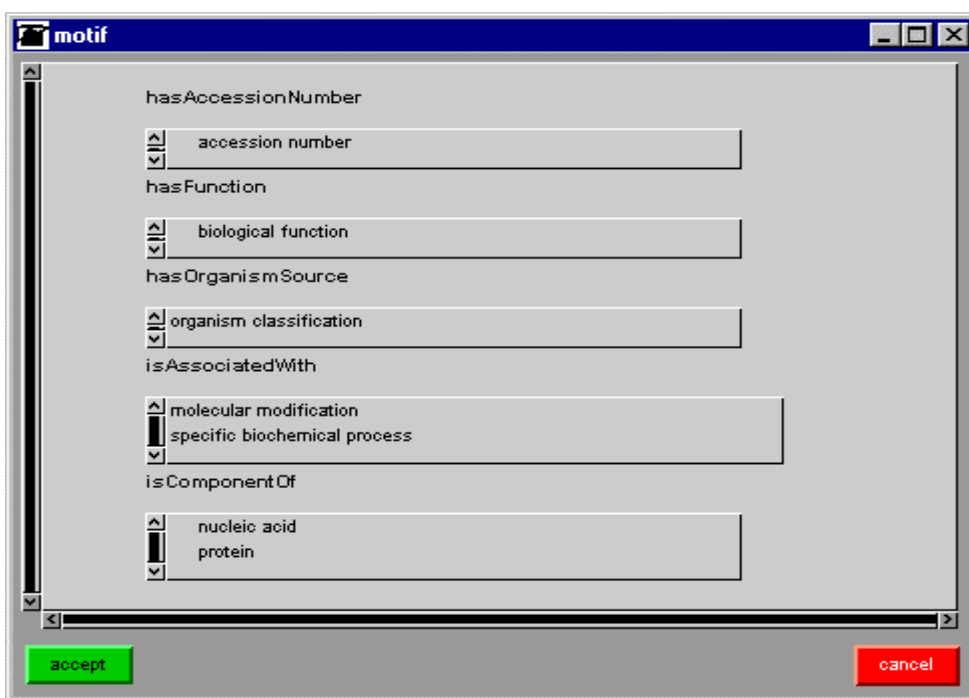 motif
hasAccessionNumber
accession number
hasFunction
biological function
hasOrganismSource
organism classification
isAssociatedWith
molecular modification
specific biochemical process
isComponentOf
nucleic acid
protein
accept
cancel